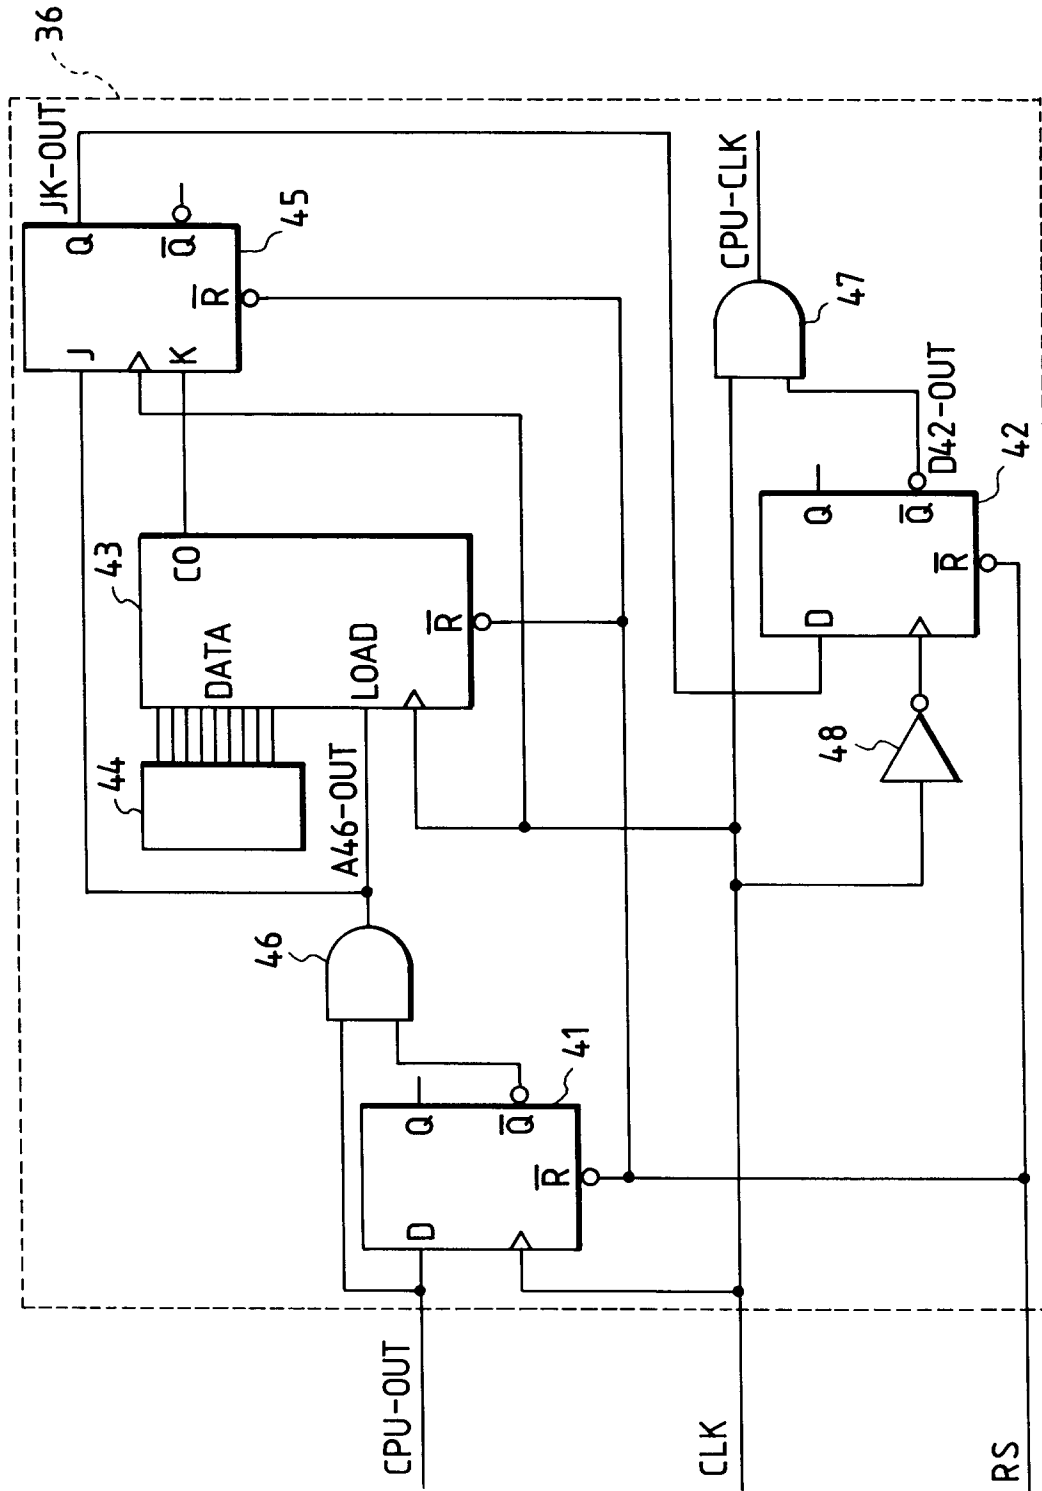 36
JK-OUT
J
Q
K
Q̅
R̅
45
43
CO
DATA
LOAD
R̅
44
A46-OUT
46
CPU-CLK
47
D42-OUT
D
Q
Q̅
R̅
42
48
D
Q
Q̅
R̅
41
CPU-OUT
CLK
RS